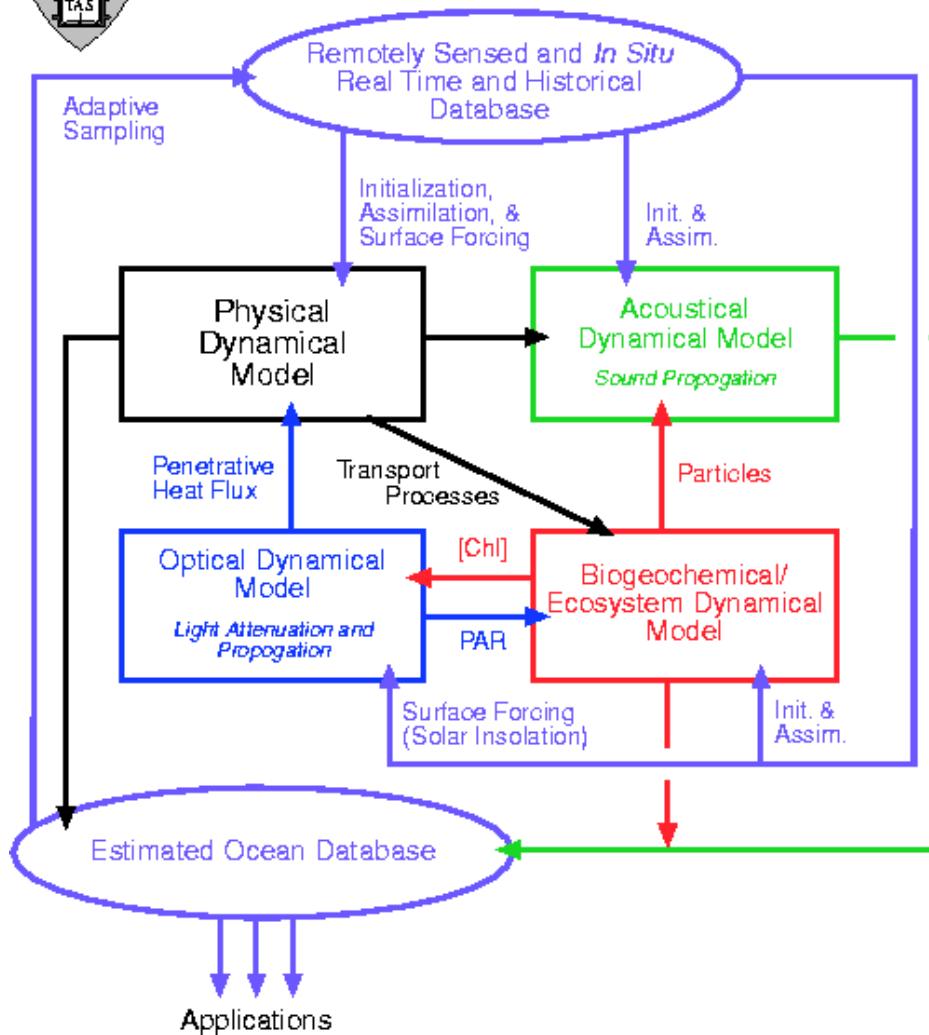 TAS
Remotely Sensed and In Situ
Real Time and Historical
Database
Adaptive
Sampling
Initialization,
Assimilation, &
Surface Forcing
Init. &
Assim.
Physical
Dynamical
Model
Acoustical
Dynamical Model
Sound Propogation
Penetrative
Heat Flux
Transport
Processes
Particles
Optical Dynamical
Model
Light Attenuation and
Propogation
[Chl]
PAR
Biogeochemical/
Ecosystem Dynamical
Model
Surface Forcing
(Solar Insolation)
Init. &
Assim.
Estimated Ocean Database
Applications